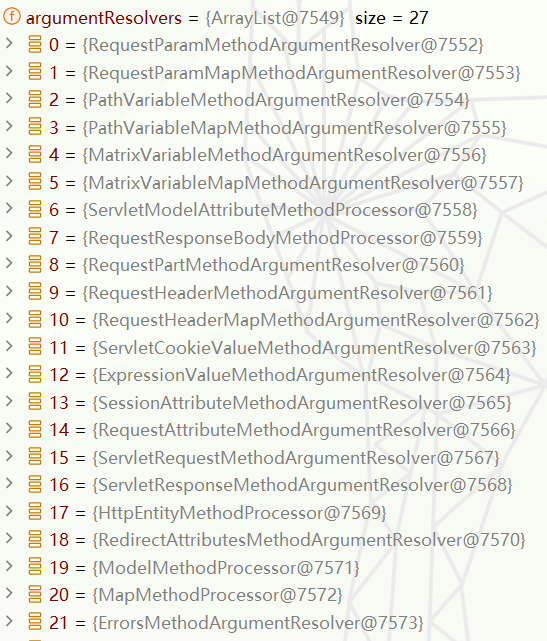 f argumentResolvers = {ArrayList@7549} size = 27
0 = {RequestParamMethodArgumentResolver@7552}
1 = {RequestParamMapMethodArgumentResolver@7553}
2 = {PathVariableMethodArgumentResolver@7554}
3 = {PathVariableMapMethodArgumentResolver@7555}
4 = {MatrixVariableMethodArgumentResolver@7556}
5 = {MatrixVariableMapMethodArgumentResolver@7557}
6 = {ServletModelAttributeMethodProcessor@7558}
7 = {RequestResponseBodyMethodProcessor@7559}
8 = {RequestPartMethodArgumentResolver@7560}
9 = {RequestHeaderMethodArgumentResolver@7561}
10 = {RequestHeaderMapMethodArgumentResolver@7562}
11 = {ServletCookieValueMethodArgumentResolver@7563}
12 = {ExpressionValueMethodArgumentResolver@7564}
13 = {SessionAttributeMethodArgumentResolver@7565}
14 = {RequestAttributeMethodArgumentResolver@7566}
15 = {ServletRequestMethodArgumentResolver@7567}
16 = {ServletResponseMethodArgumentResolver@7568}
17 = {HttpEntityMethodProcessor@7569}
18 = {RedirectAttributesMethodArgumentResolver@7570}
19 = {ModelMethodProcessor@7571}
20 = {MapMethodProcessor@7572}
21 = {ErrorsMethodArgumentResolver@7573}